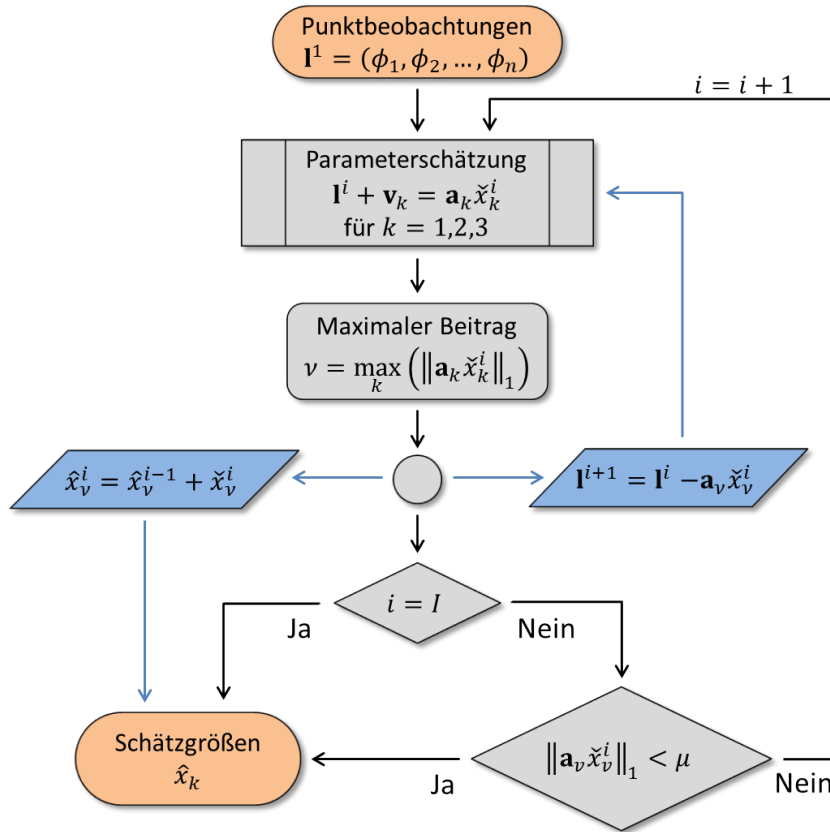 Punktbeobachtungen
𝐥¹ = (ϕ₁, ϕ₂, …, ϕₙ)
i = i + 1
Parameterschätzung
𝐥ⁱ + 𝐯ₖ = 𝐚ₖx̌ₖⁱ
für k = 1,2,3
Maximaler Beitrag
ν = maxₖ (‖𝐚ₖx̌ₖⁱ‖₁)
x̂ᵥⁱ = x̂ᵥⁱ⁻¹ + x̌ᵥⁱ
𝐥ⁱ⁺¹ = 𝐥ⁱ −𝐚ᵥx̌ᵥⁱ
i = I
Ja
Nein
Schätzgrößen
x̂ₖ
‖𝐚ᵥx̌ᵥⁱ‖₁ < μ
Ja
Nein